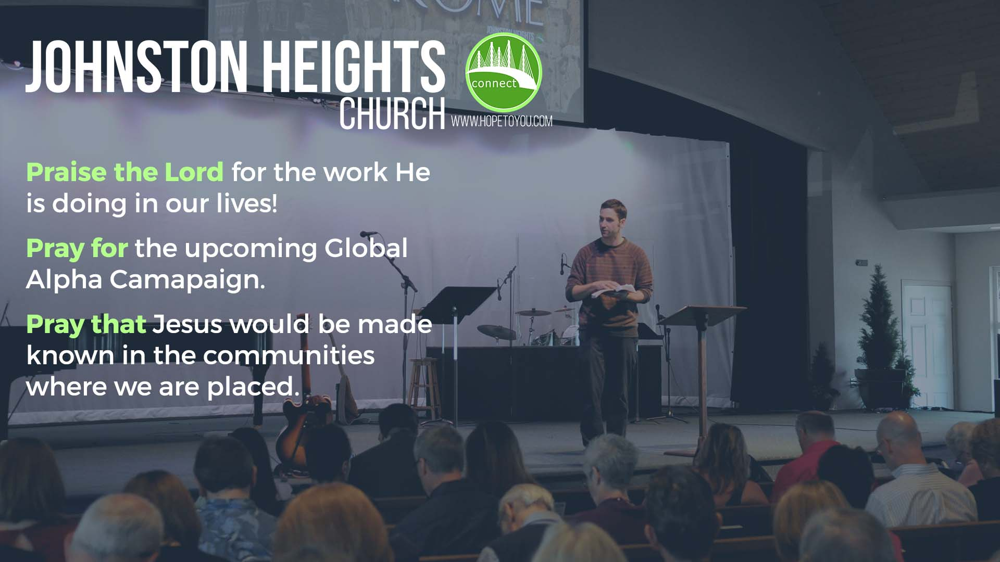 ROME
JOHNSTON HEIGHTS
JOHNSTON HEIGHTS
CHURCH
connect
WWW.HOPETOYOU.COM
Praise the Lord for the work He
is doing in our lives!
Pray for the upcoming Global
Alpha Camapaign.
Pray that Jesus would be made
known in the communities
where we are placed.